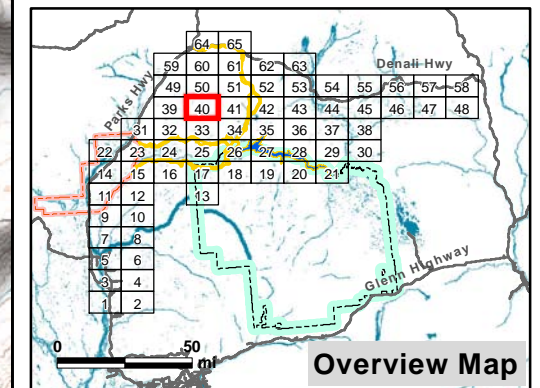 64 65
59 60 61 62 63
Denali Hwy
49 50 51 52 53 54 55 56 57 58
Parks Hwy
39 40 41 42 43 44 45 46 47 48
31 32 33 34 35 36 37 38
22 23 24 25 26 27 28 29 30
14 15 16 17 18 19 20 21
11 12 13
9 10
7 8
5 6
Glenn Highway
3 4
1 2
0 50
mi
Overview Map